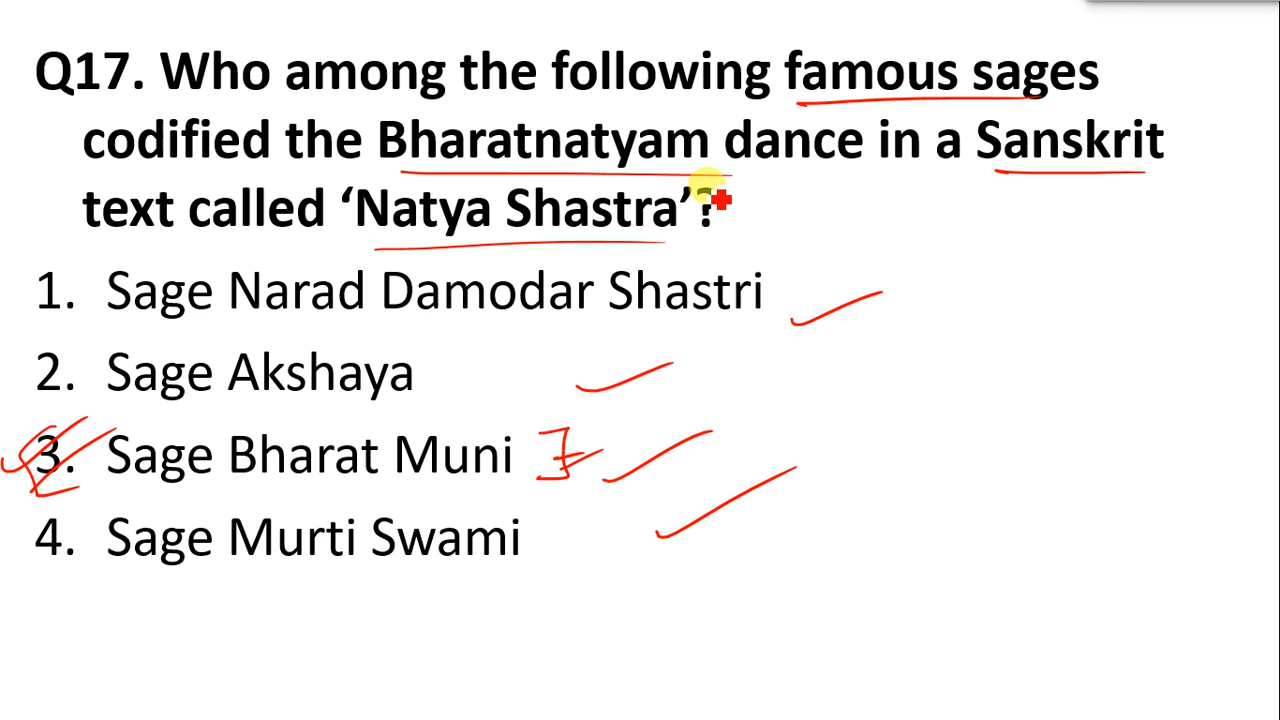 Q17. Who among the following famous sages
codified the Bharatnatyam dance in a Sanskrit
text called ‘Natya Shastra’?
1. Sage Narad Damodar Shastri
2. Sage Akshaya
3. Sage Bharat Muni
4. Sage Murti Swami